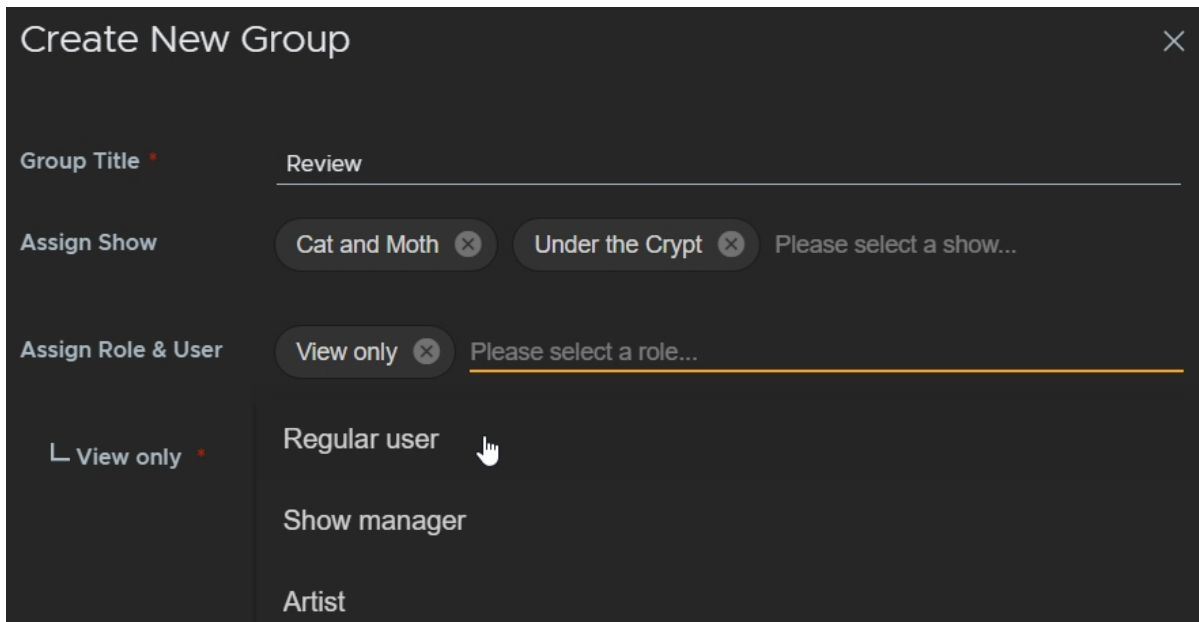 Create New Group
Group Title *
Review
Assign Show
Cat and Moth
Under the Crypt
Please select a show...
Assign Role & User
View only
Please select a role...
View only *
Regular user
Show manager
Artist